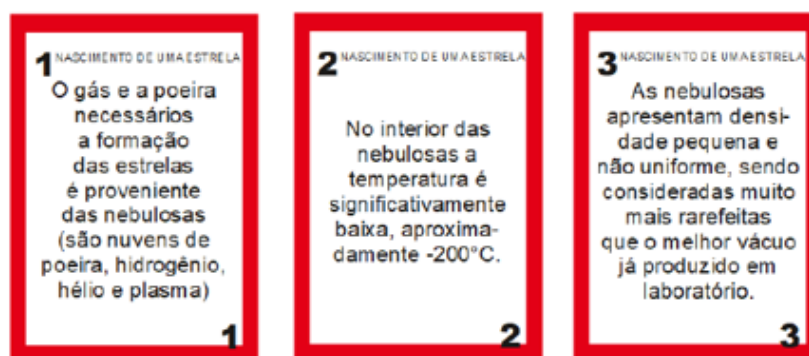 1 NASCIMENTO DE UMA ESTRELA
O gás e a poeira
necessários
a formação
das estrelas
é proveniente
das nebulosas
(são nuvens de
poeira, hidrogênio,
hélio e plasma)
1
2 NASCIMENTO DE UMA ESTRELA
No interior das
nebulosas a
temperatura é
significativamente
baixa, aproxima-
damente -200°C.
2
3 NASCIMENTO DE UMA ESTRELA
As nebulosas
apresentam densi-
dade pequena e
não uniforme, sendo
consideradas muito
mais rarefeitas
que o melhor vácuo
já produzido em
laboratório.
3